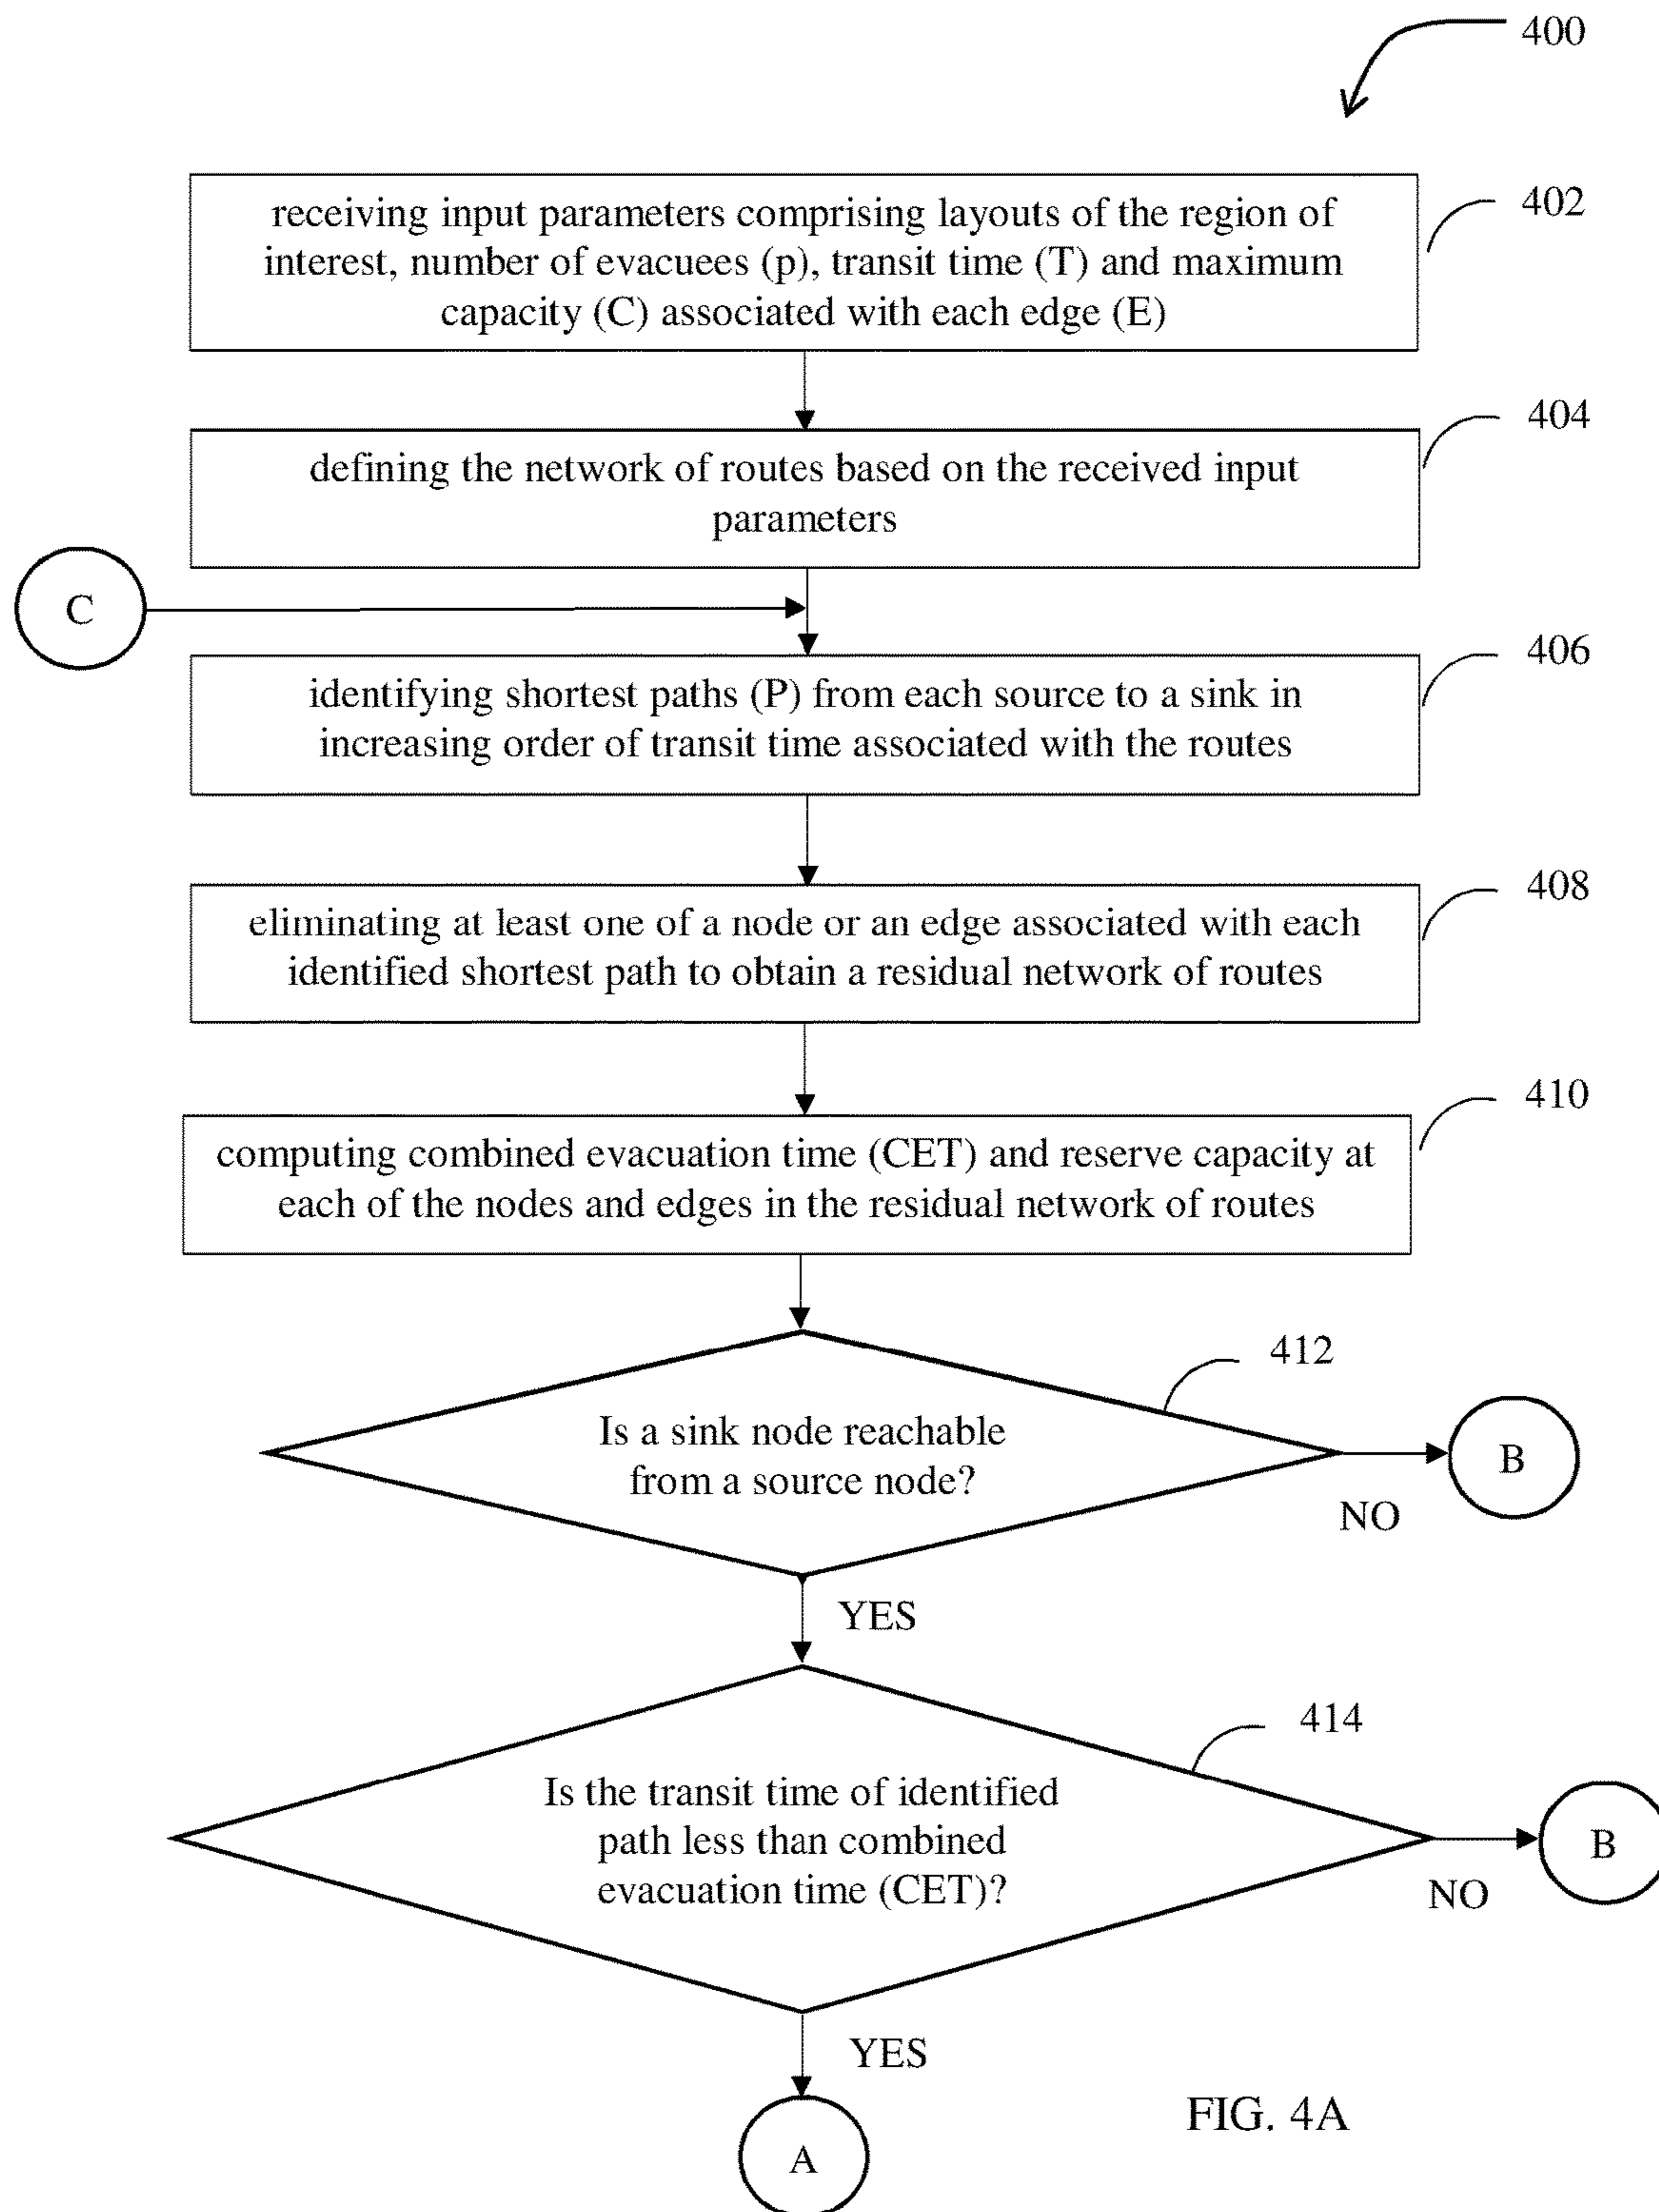 400
receiving input parameters comprising layouts of the region of
interest, number of evacuees (p), transit time (T) and maximum
capacity (C) associated with each edge (E)
402
defining the network of routes based on the received input
parameters
404
C
identifying shortest paths (P) from each source to a sink in
increasing order of transit time associated with the routes
406
eliminating at least one of a node or an edge associated with each
identified shortest path to obtain a residual network of routes
408
computing combined evacuation time (CET) and reserve capacity at
each of the nodes and edges in the residual network of routes
410
Is a sink node reachable
from a source node?
412
B
NO
YES
Is the transit time of identified
path less than combined
evacuation time (CET)?
414
B
NO
YES
A
FIG. 4A